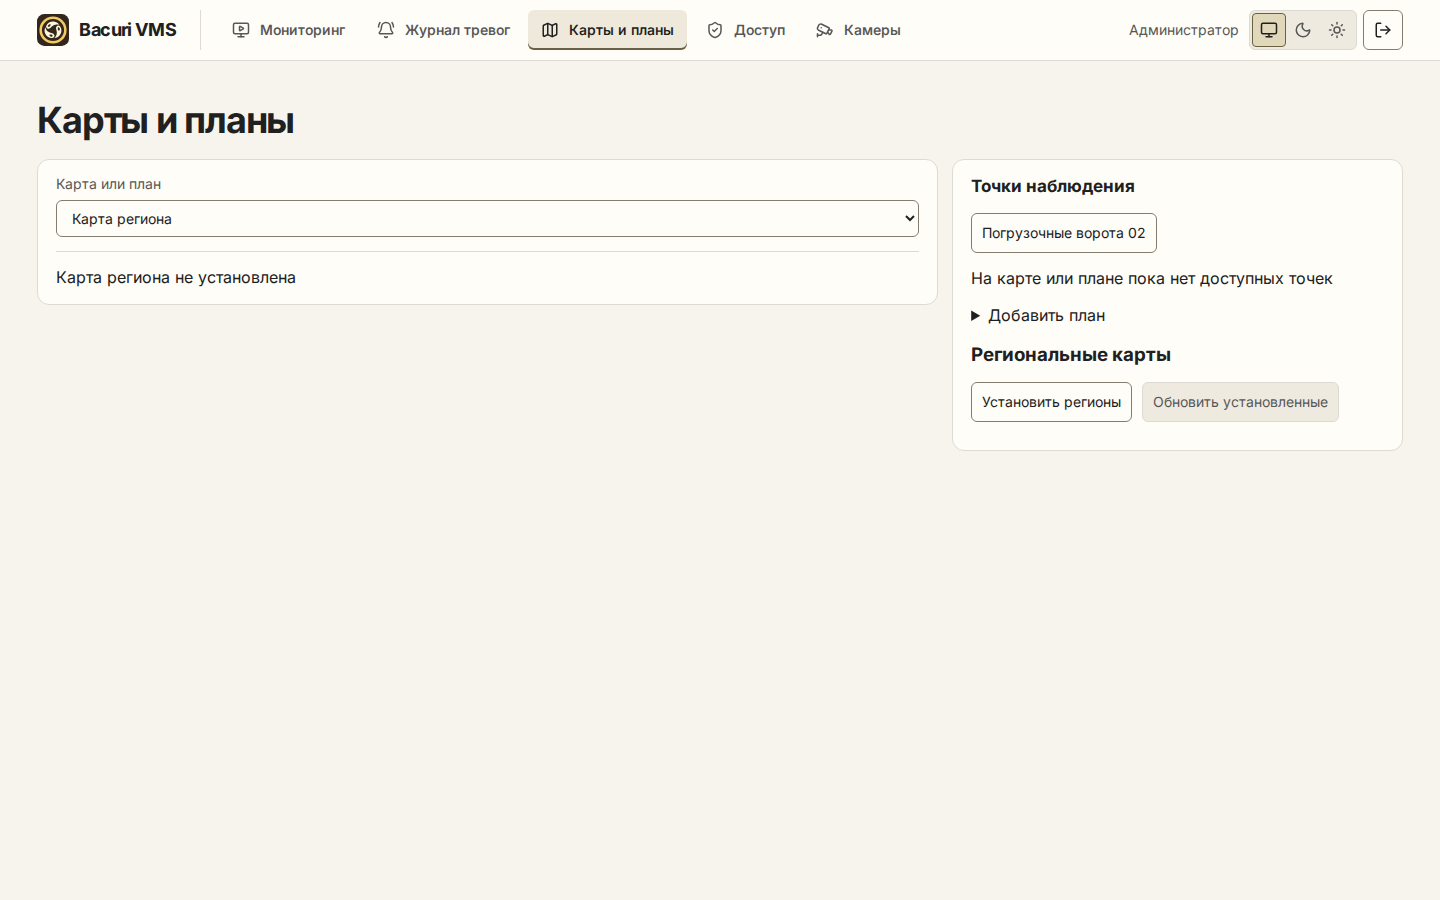 Bacuri VMS
Мониторинг
Журнал тревог
Карты и планы
Доступ
Камеры
Администратор
Карты и планы
Карта или план
Карта региона
Карта региона не установлена
Точки наблюдения
Погрузочные ворота 02
На карте или плане пока нет доступных точек
Добавить план
Региональные карты
Установить регионы
Обновить установленные